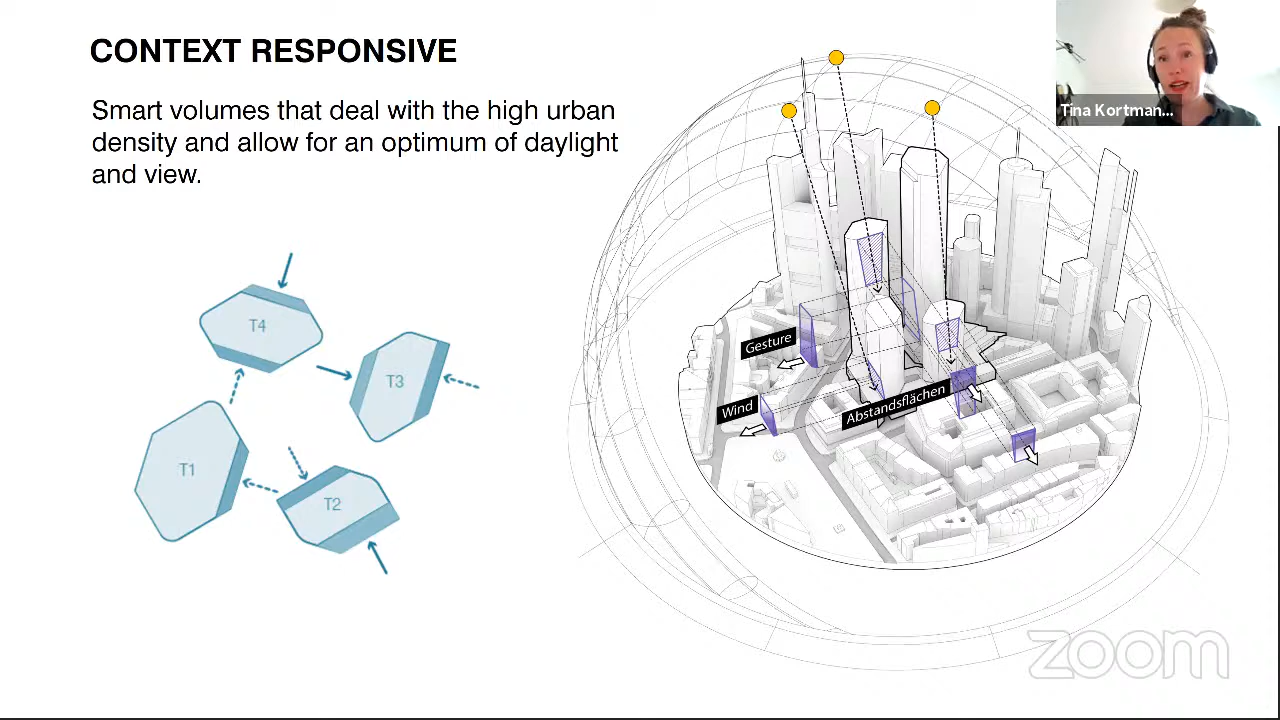 CONTEXT RESPONSIVE
Smart volumes that deal with the high urban
density and allow for an optimum of daylight
and view.
Tina Kortman...
T4
T3
T1
T2
Gesture
Wind
Abstandsflächen
zoom